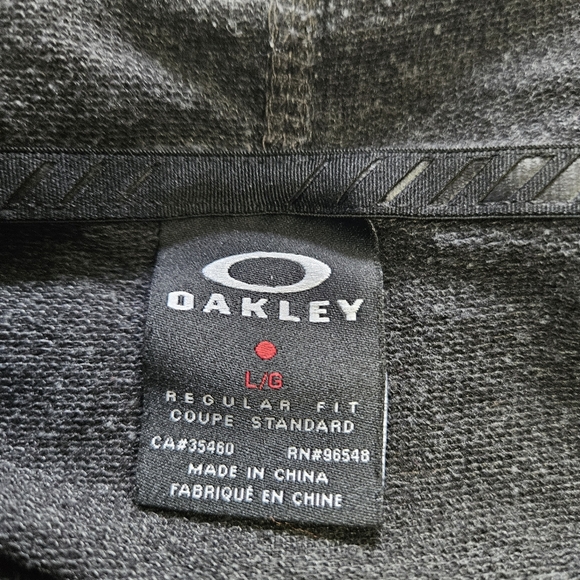 OAKLEY
L/G
REGULAR FIT
COUPE STANDARD
CA#35460 RN#96548
MADE IN CHINA
FABRIQUÉ EN CHINE